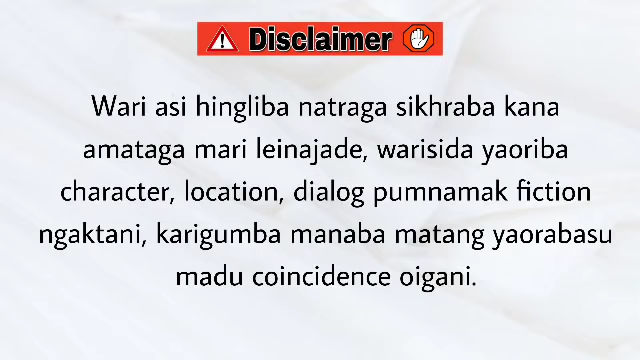 Disclaimer
Wari asi hingliba natraga sikhraba kana
amataga mari leinajade, warisida yaoriba
character, location, dialog pumnamak fiction
ngaktani, karigumba manaba matang yaorabasu
madu coincidence oigani.